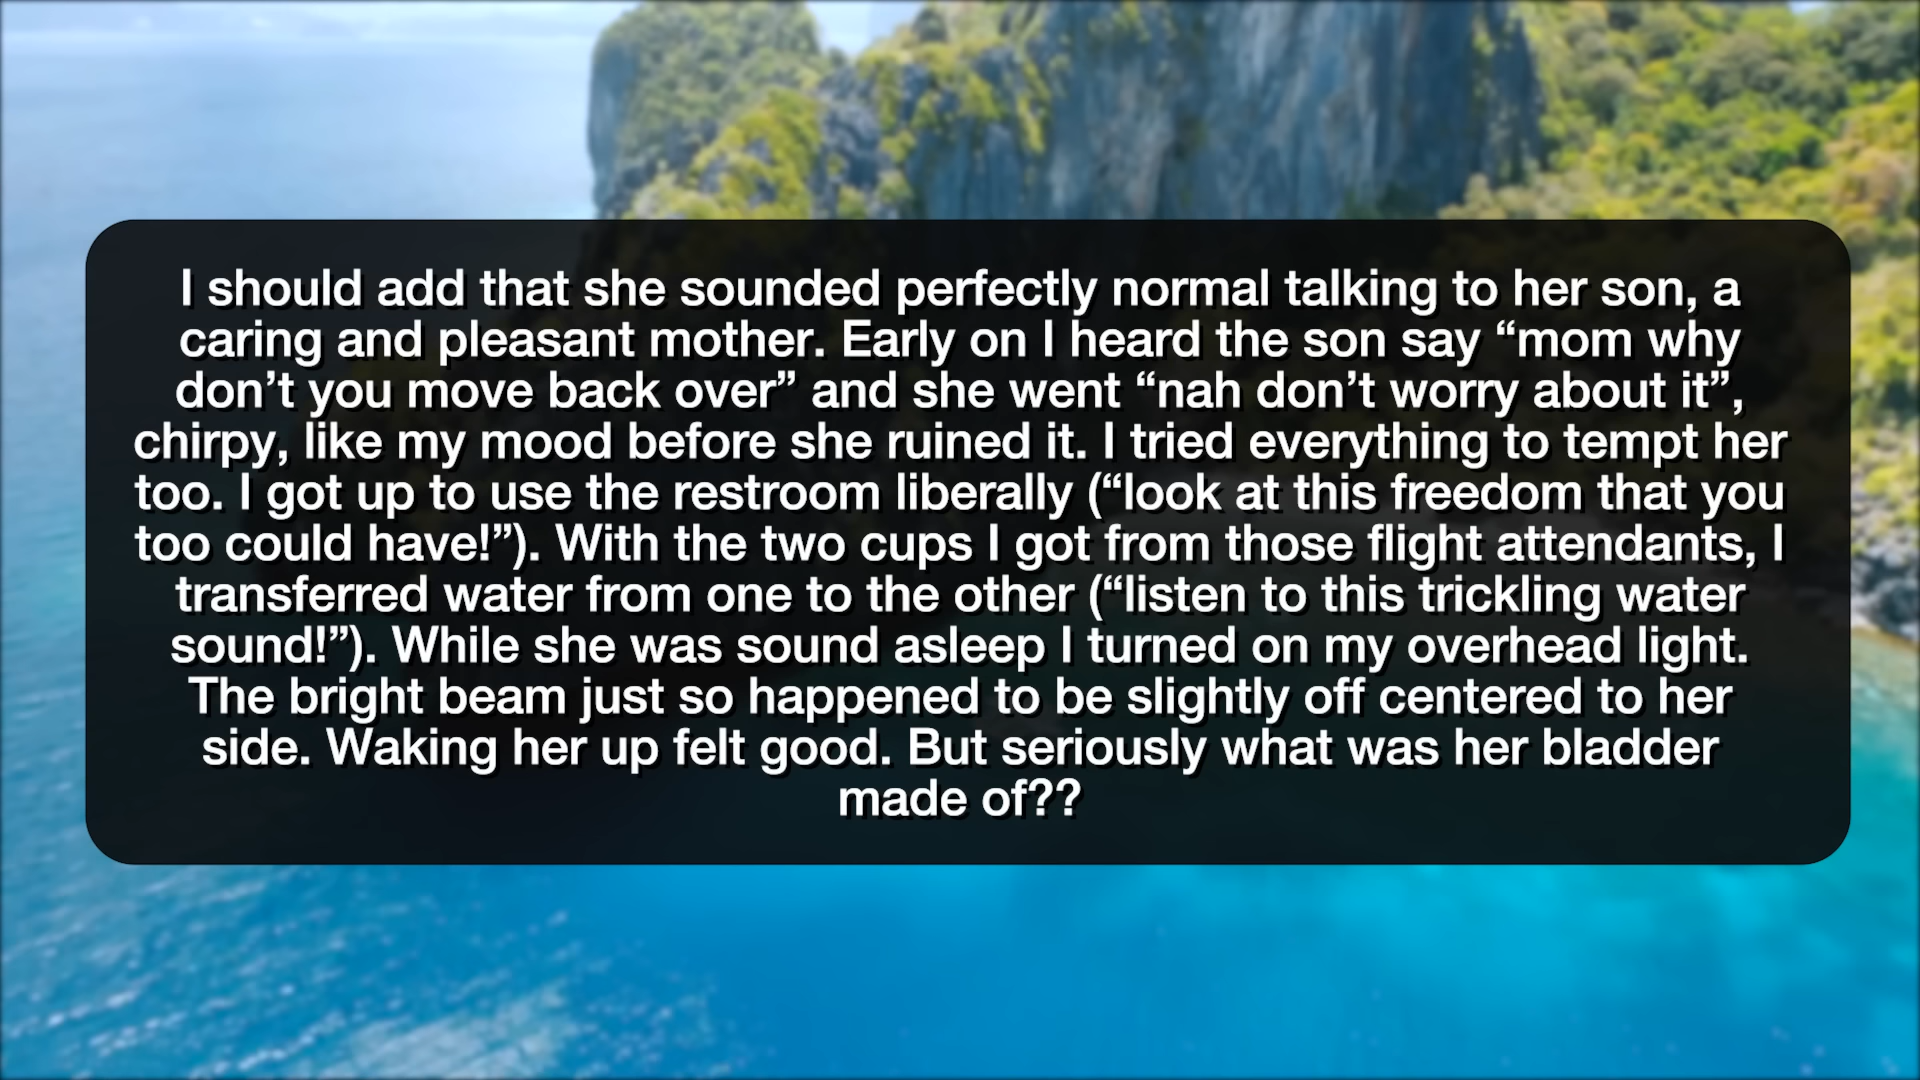 I should add that she sounded perfectly normal talking to her son, a
caring and pleasant mother. Early on I heard the son say “mom why
don’t you move back over” and she went “nah don’t worry about it”,
chirpy, like my mood before she ruined it. I tried everything to tempt her
too. I got up to use the restroom liberally (“look at this freedom that you
too could have!”). With the two cups I got from those flight attendants, I
transferred water from one to the other (“listen to this trickling water
sound!”). While she was sound asleep I turned on my overhead light.
The bright beam just so happened to be slightly off centered to her
side. Waking her up felt good. But seriously what was her bladder
made of??